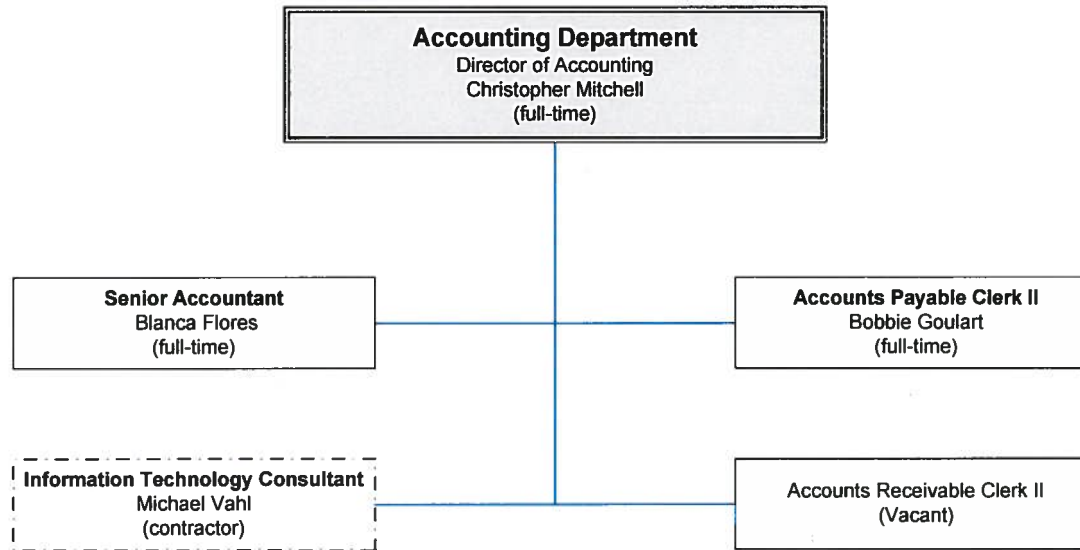 Accounting Department
Director of Accounting
Christopher Mitchell
(full-time)
Senior Accountant
Blanca Flores
(full-time)
Accounts Payable Clerk II
Bobbie Goulart
(full-time)
Information Technology Consultant
Michael Vahl
(contractor)
Accounts Receivable Clerk II
(Vacant)